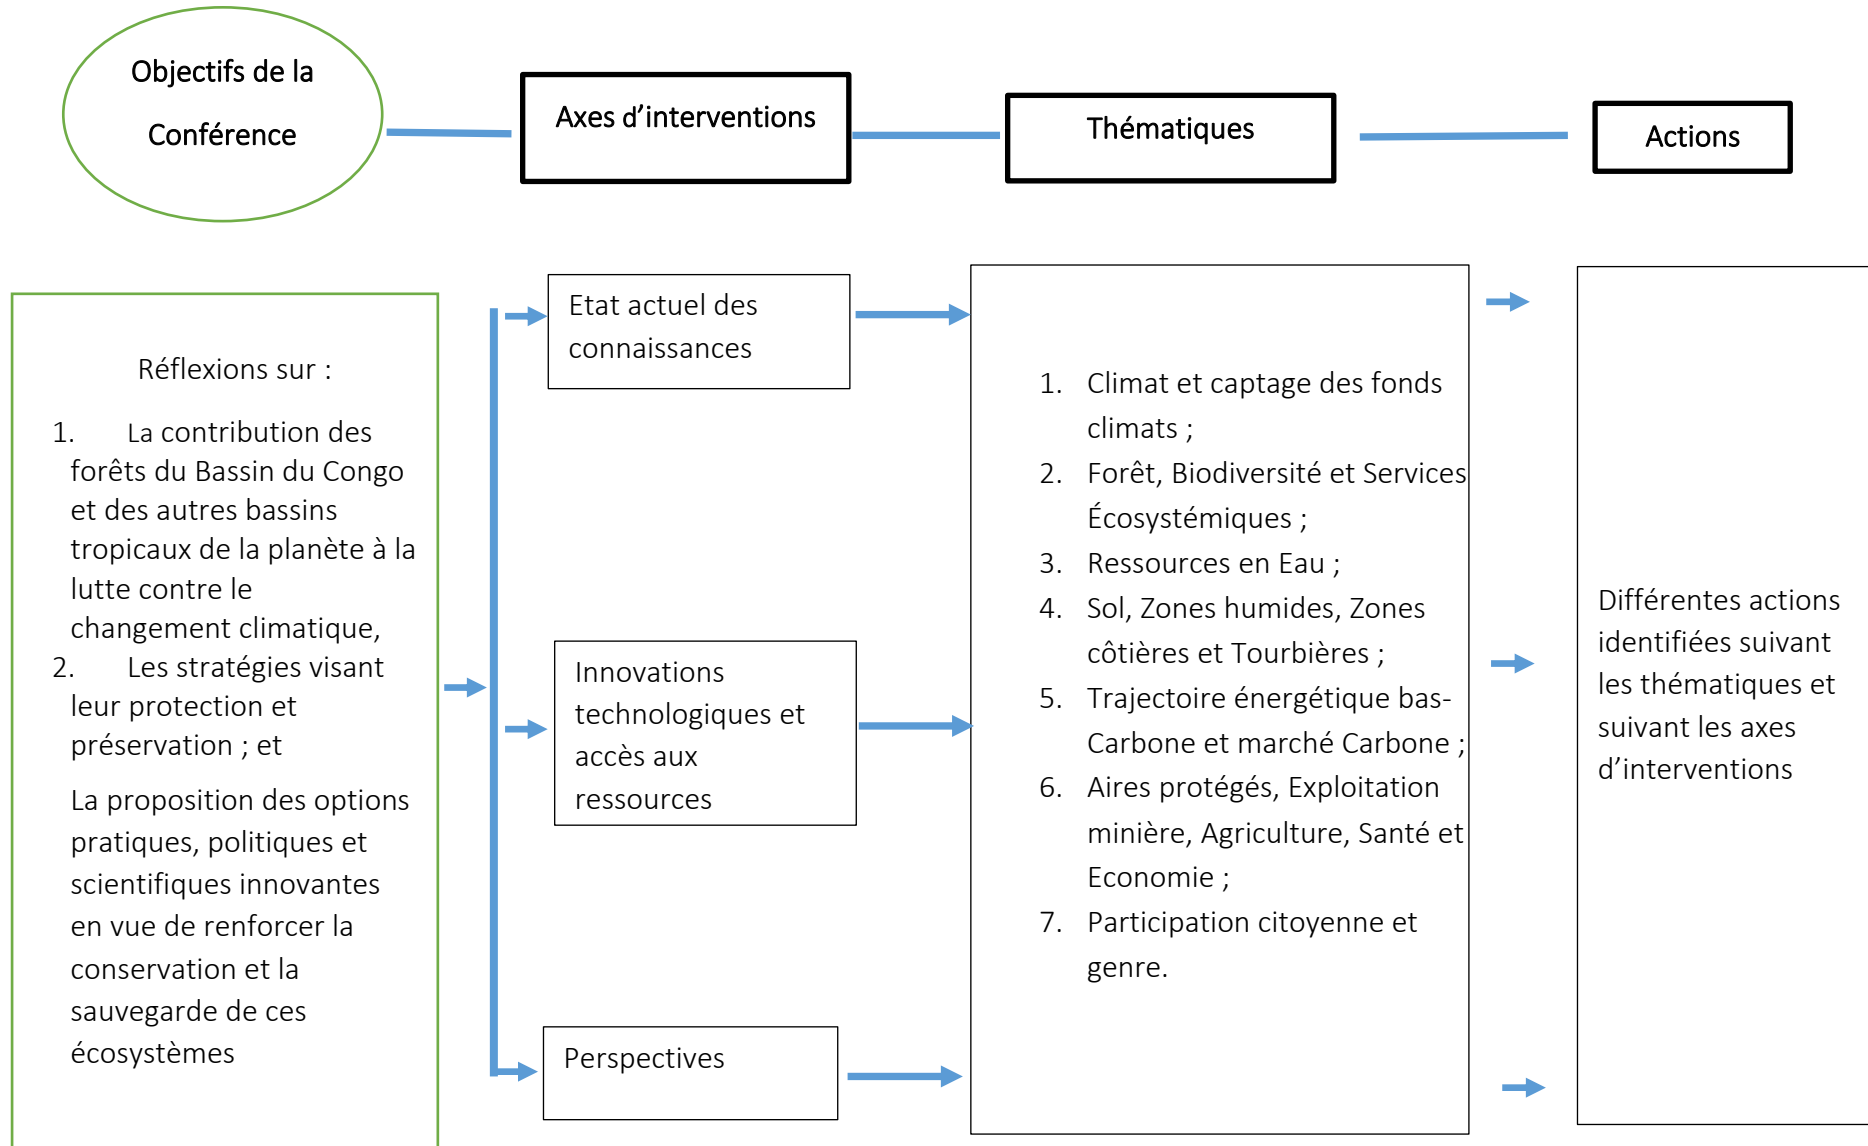 Objectifs de la
Conférence
Axes d’interventions
Thématiques
Actions
Réflexions sur :
1. La contribution des
forêts du Bassin du Congo
et des autres bassins
tropicaux de la planète à la
lutte contre le
changement climatique,
2. Les stratégies visant
leur protection et
préservation ; et
La proposition des options
pratiques, politiques et
scientifiques innovantes
en vue de renforcer la
conservation et la
sauvegarde de ces
écosystèmes
Etat actuel des
connaissances
Innovations
technologiques et
accès aux
ressources
Perspectives
1. Climat et captage des fonds
climats ;
2. Forêt, Biodiversité et Services
Écosystémiques ;
3. Ressources en Eau ;
4. Sol, Zones humides, Zones
côtières et Tourbières ;
5. Trajectoire énergétique bas-
Carbone et marché Carbone ;
6. Aires protégés, Exploitation
minière, Agriculture, Santé et
Economie ;
7. Participation citoyenne et
genre.
Différentes actions
identifiées suivant
les thématiques et
suivant les axes
d’interventions